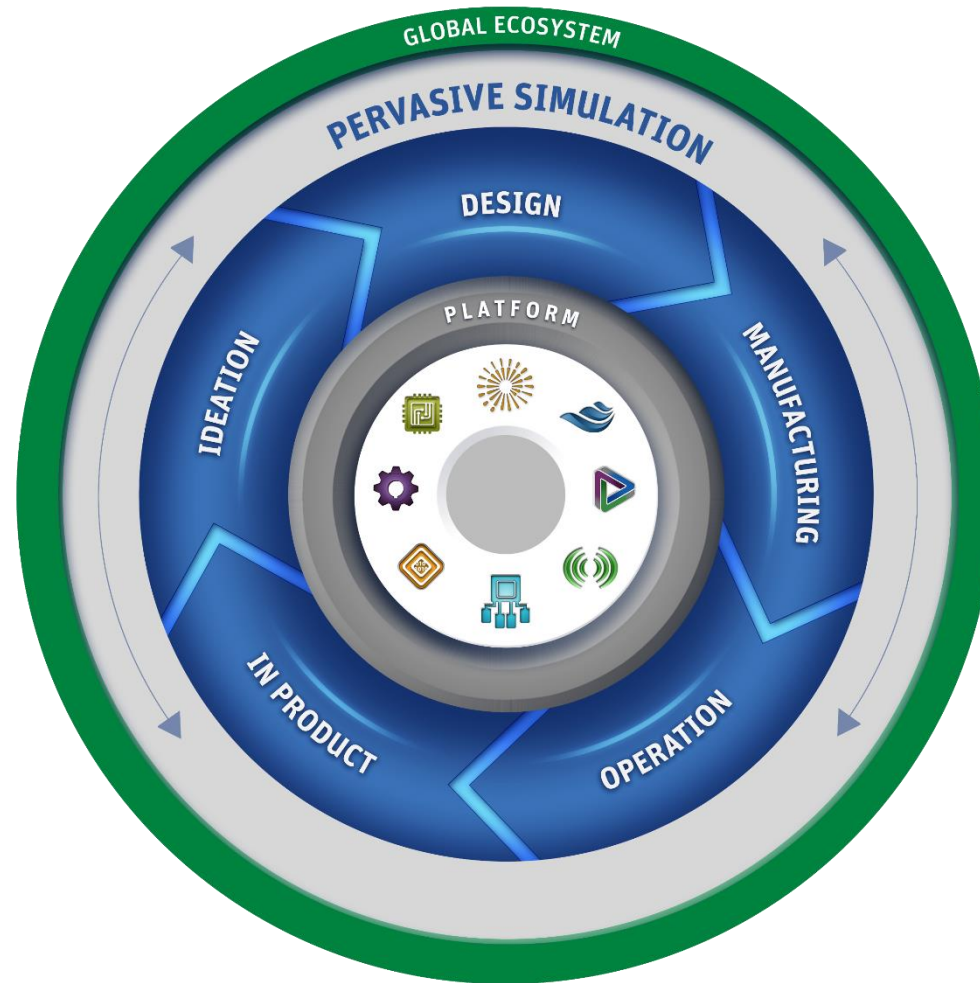 GLOBAL ECOSYSTEM
PERVASIVE SIMULATION
DESIGN
PLATFORM
IDEATION
MANUFACTURING
IN PRODUCT
OPERATION